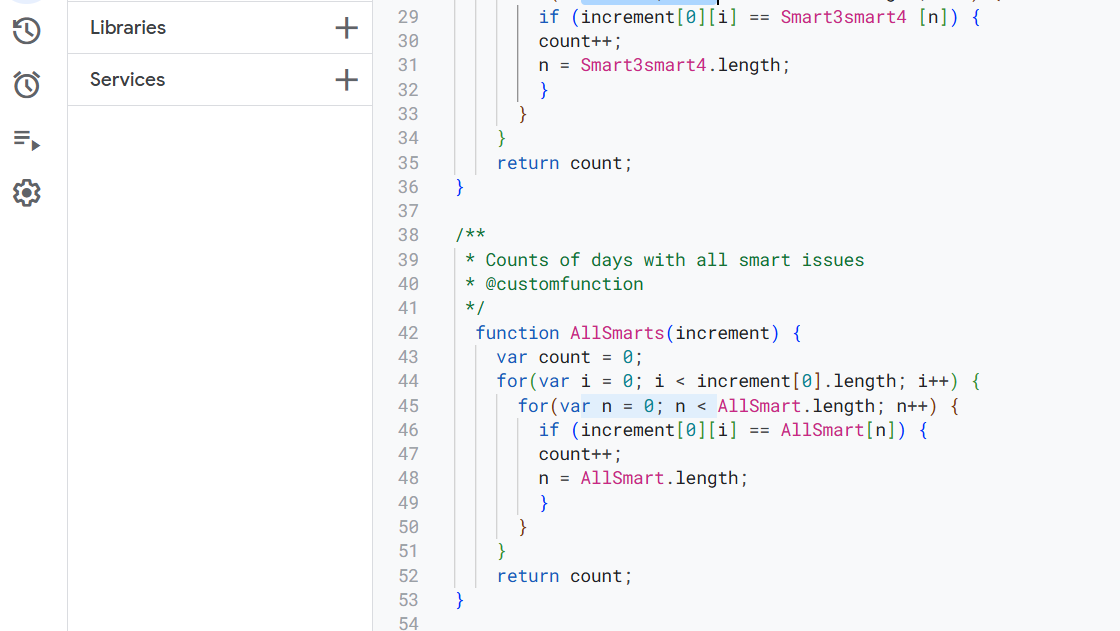 Libraries
Services
29 if (increment[0][i] == Smart3smart4 [n]) {
30 count++;
31 n = Smart3smart4.length;
32 }
33 }
34 }
35 return count;
36 }
37
38 /**
39 * Counts of days with all smart issues
40 * @customfunction
41 */
42 function AllSmarts(increment) {
43 var count = 0;
44 for(var i = 0; i < increment[0].length; i++) {
45 for(var n = 0; n < AllSmart.length; n++) {
46 if (increment[0][i] == AllSmart[n]) {
47 count++;
48 n = AllSmart.length;
49 }
50 }
51 }
52 return count;
53 }
54